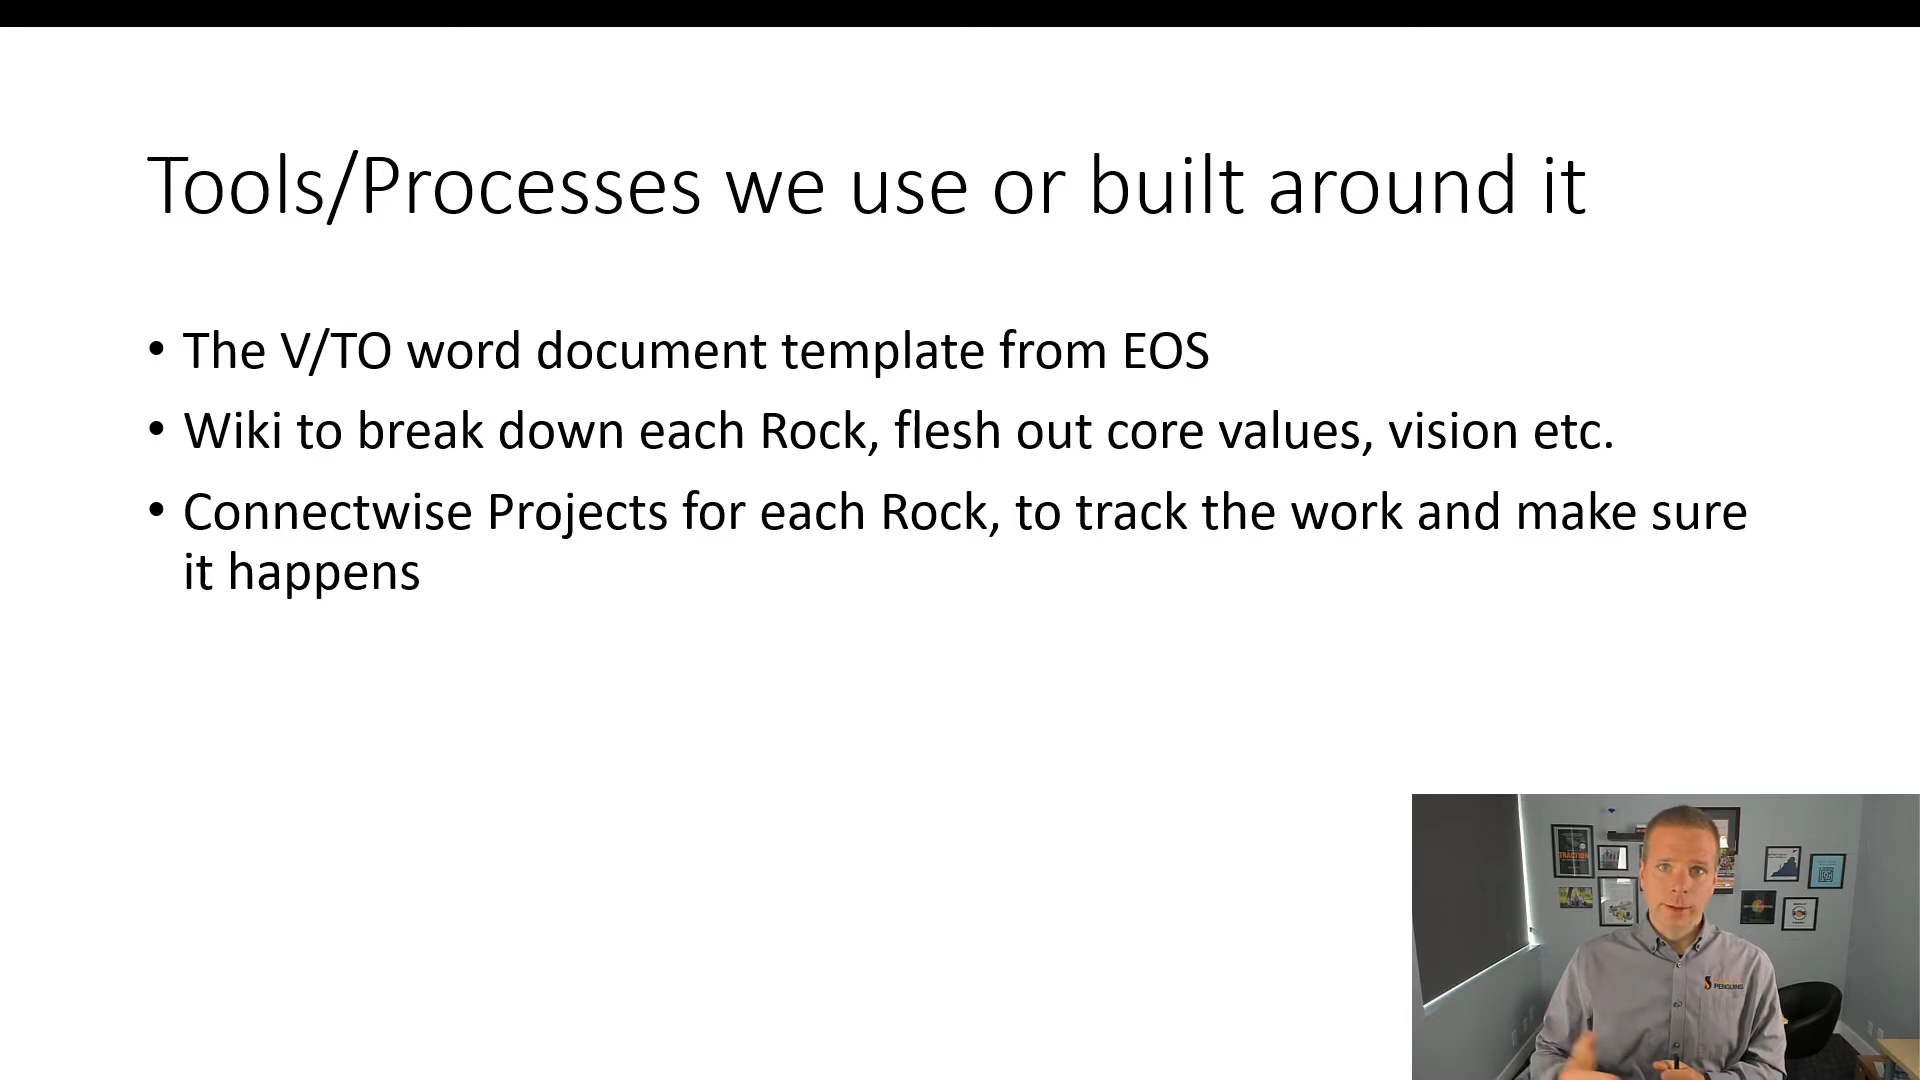 Tools/Processes we use or built around it
• The V/TO word document template from EOS
• Wiki to break down each Rock, flesh out core values, vision etc.
• Connectwise Projects for each Rock, to track the work and make sure
it happens
TRACTION
PENGUINS